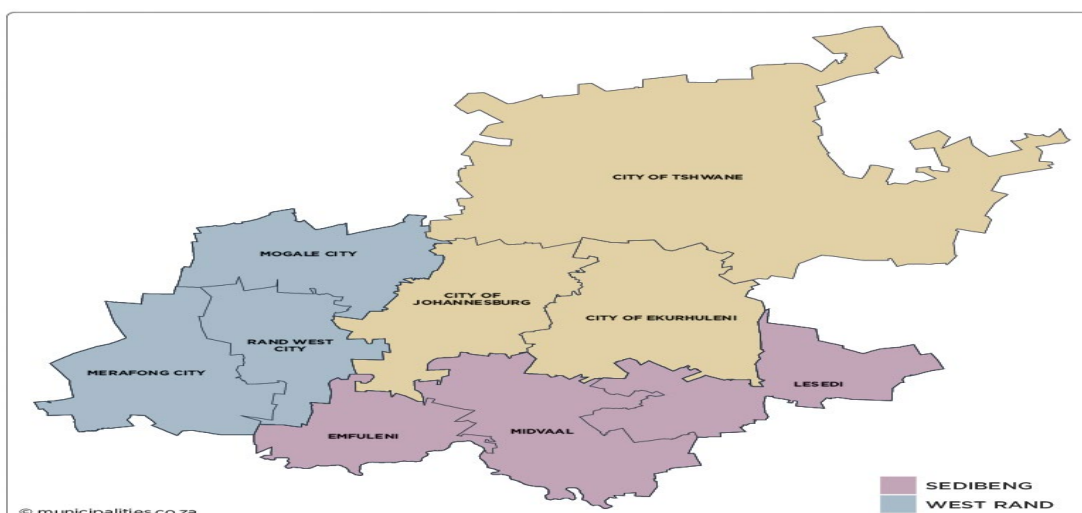 CITY OF TSHWANE
MOGALE CITY
CITY OF
JOHANNESBURG
CITY OF EKURHULENI
RAND WEST
CITY
MERAFONG CITY
LESEDI
EMFULENI
MIDVAAL
SEDIBENG
WEST RAND
© municipalities.co.za